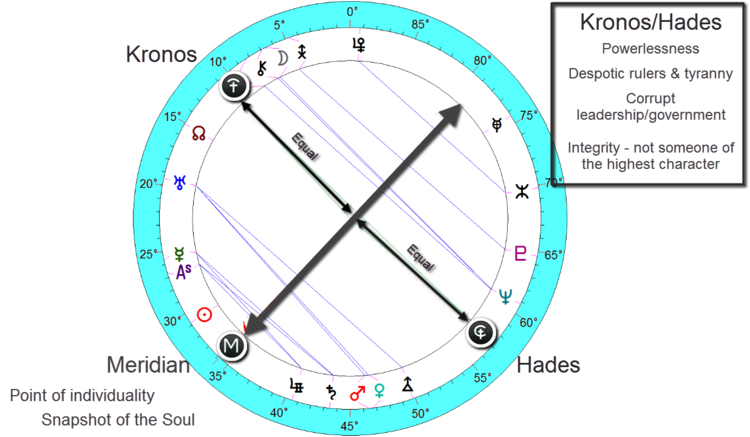 Kronos/Hades
Powerlessness
Despotic rulers & tyranny
Corrupt
leadership/government
Integrity - not someone of
the highest character
Kronos
0°
5°
85°
10°
80°
15°
75°
20°
70°
25°
65°
30°
60°
35°
55°
40°
50°
45°
Equal
Equal
As
M
Meridian
Hades
Point of individuality
Snapshot of the Soul